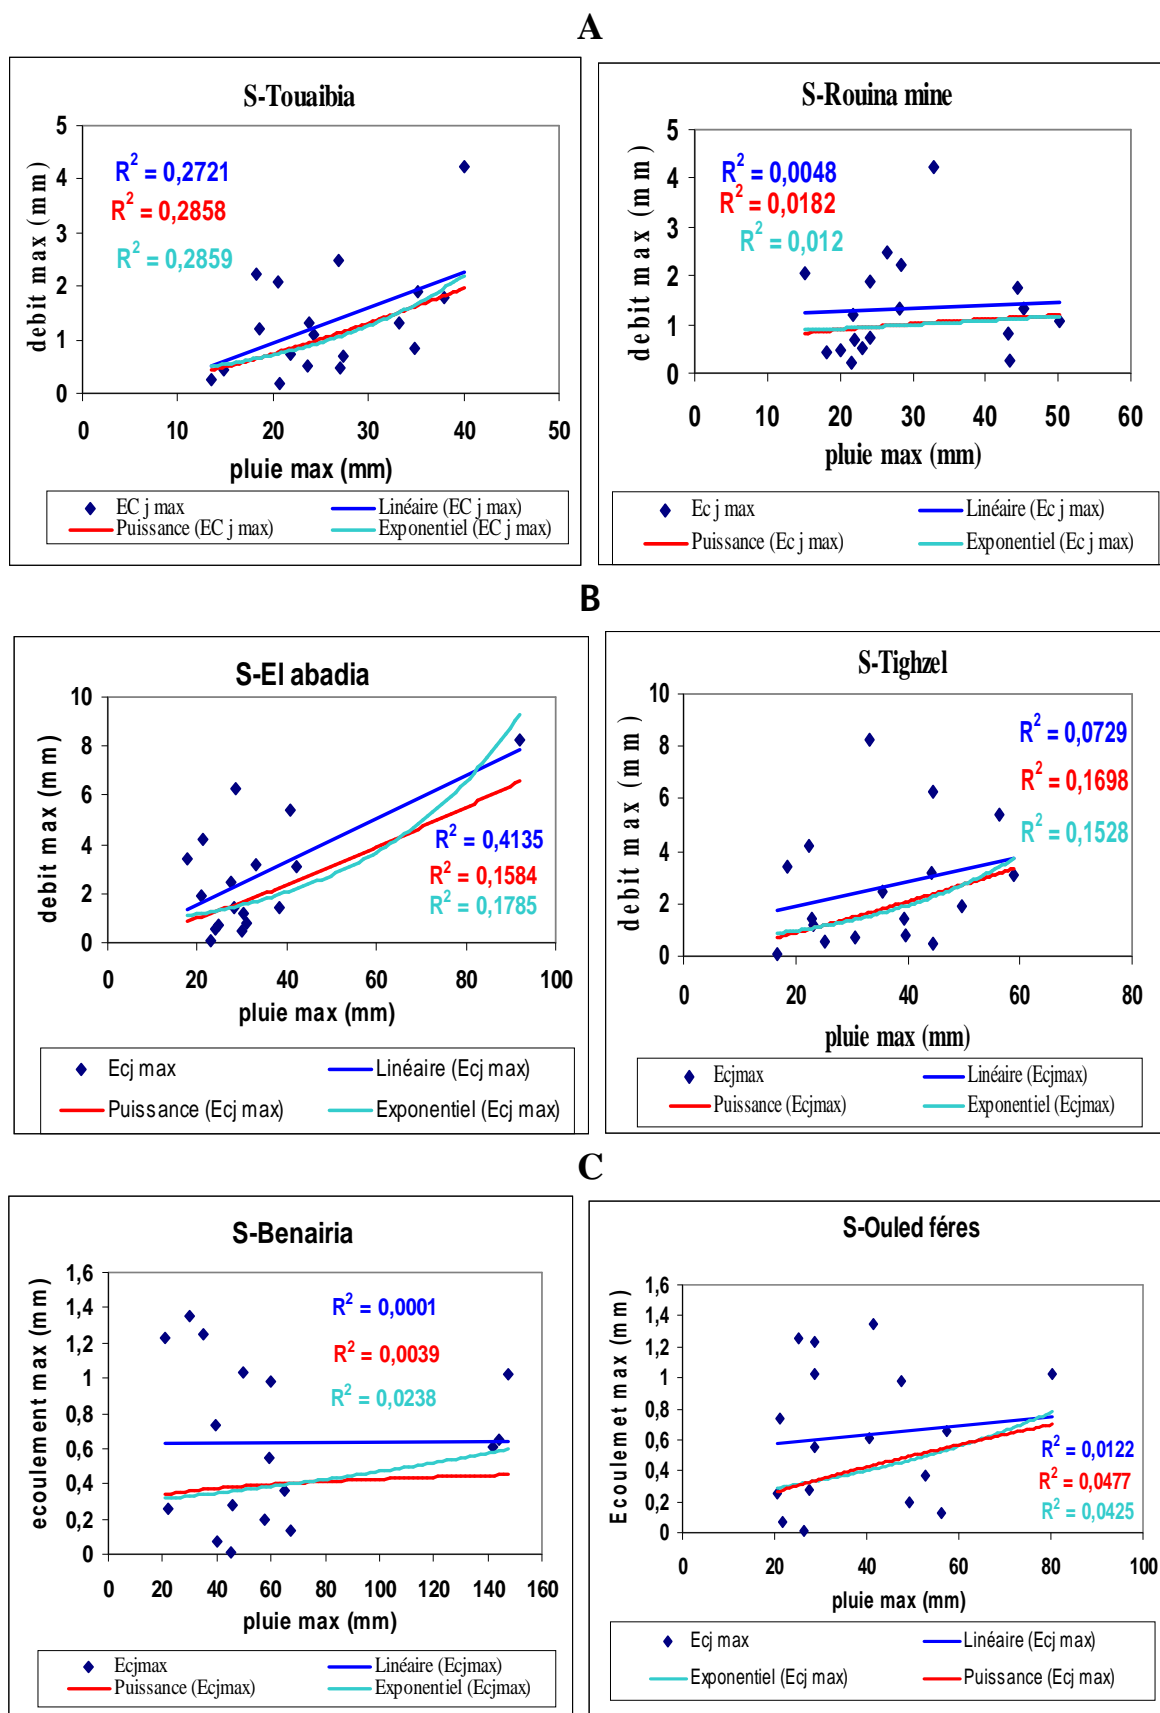 A
S-Touaibia
R² = 0,2721
R² = 0,2858
R² = 0,2859
debit max (mm)
5
4
3
2
1
0
0 10 20 30 40 50
pluie max (mm)
EC j max
Linéaire (EC j max)
Puissance (EC j max)
Exponentiel (EC j max)
S-Rouina mine
R² = 0,0048
R² = 0,0182
R² = 0,012
debit max (mm)
5
4
3
2
1
0
0 10 20 30 40 50 60
pluie max (mm)
Ec j max
Linéaire (Ec j max)
Puissance (Ec j max)
Exponentiel (Ec j max)
B
S-El abadia
debit max (mm)
10
8
6
4
2
0
R² = 0,4135
R² = 0,1584
R² = 0,1785
0 20 40 60 80 100
pluie max (mm)
Ecj max
Linéaire (Ecj max)
Puissance (Ecj max)
Exponentiel (Ecj max)
S-Tighzel
debit max (mm)
10
8
6
4
2
0
R² = 0,0729
R² = 0,1698
R² = 0,1528
0 20 40 60 80
pluie max (mm)
Ecjmax
Linéaire (Ecjmax)
Puissance (Ecjmax)
Exponentiel (Ecjmax)
C
S-Benairia
ecoulement max (mm)
1,6
1,4
1,2
1
0,8
0,6
0,4
0,2
0
R² = 0,0001
R² = 0,0039
R² = 0,0238
0 20 40 60 80 100 120 140 160
pluie max (mm)
Ecjmax
Linéaire (Ecjmax)
Puissance (Ecjmax)
Exponentiel (Ecjmax)
S-Ouled féres
Ecoulemet max (mm)
1,6
1,4
1,2
1
0,8
0,6
0,4
0,2
0
R² = 0,0122
R² = 0,0477
R² = 0,0425
0 20 40 60 80 100
pluie max (mm)
Ecj max
Linéaire (Ecj max)
Exponentiel (Ecj max)
Puissance (Ecj max)